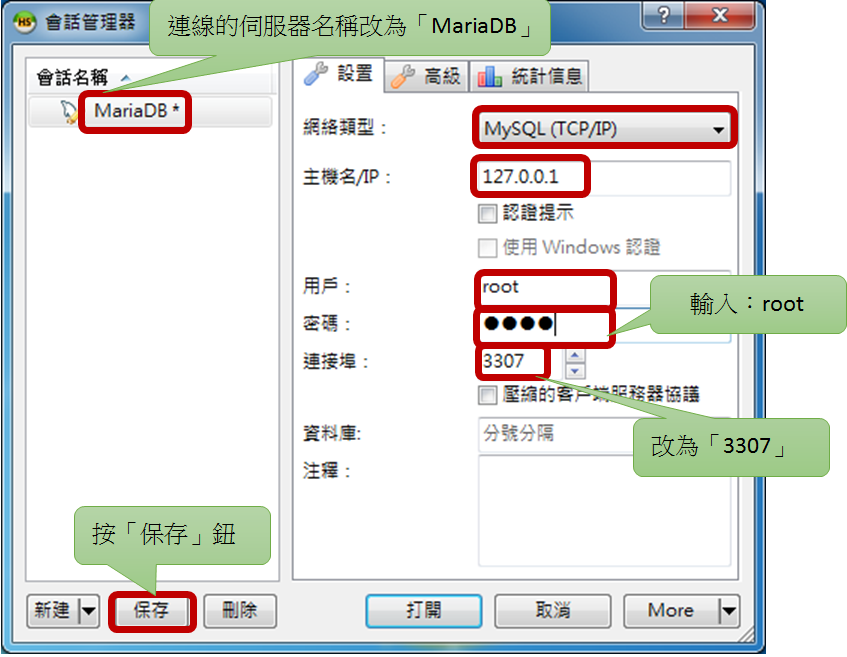 HS 會話管理器
連線的伺服器名稱改為「MariaDB」
?
會話名稱
設置 高級 統計信息
MariaDB *
網絡類型： MySQL (TCP/IP)
主機名/IP： 127.0.0.1
認證提示
使用 Windows 認證
用戶： root
輸入：root
密碼： ●●●●
連接埠： 3307
壓縮的客戶端服務器協議
資料庫: 分號分隔
改為「3307」
注釋：
按「保存」鈕
新建 保存 刪除 打開 取消 More